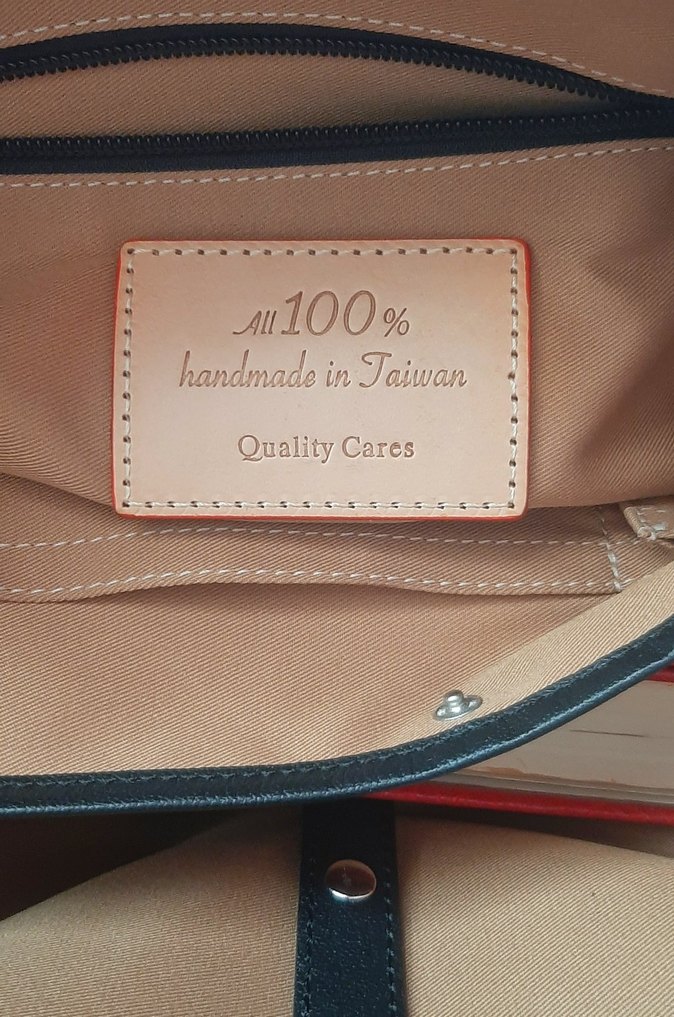 All 100%
handmade in Taiwan
Quality Cares